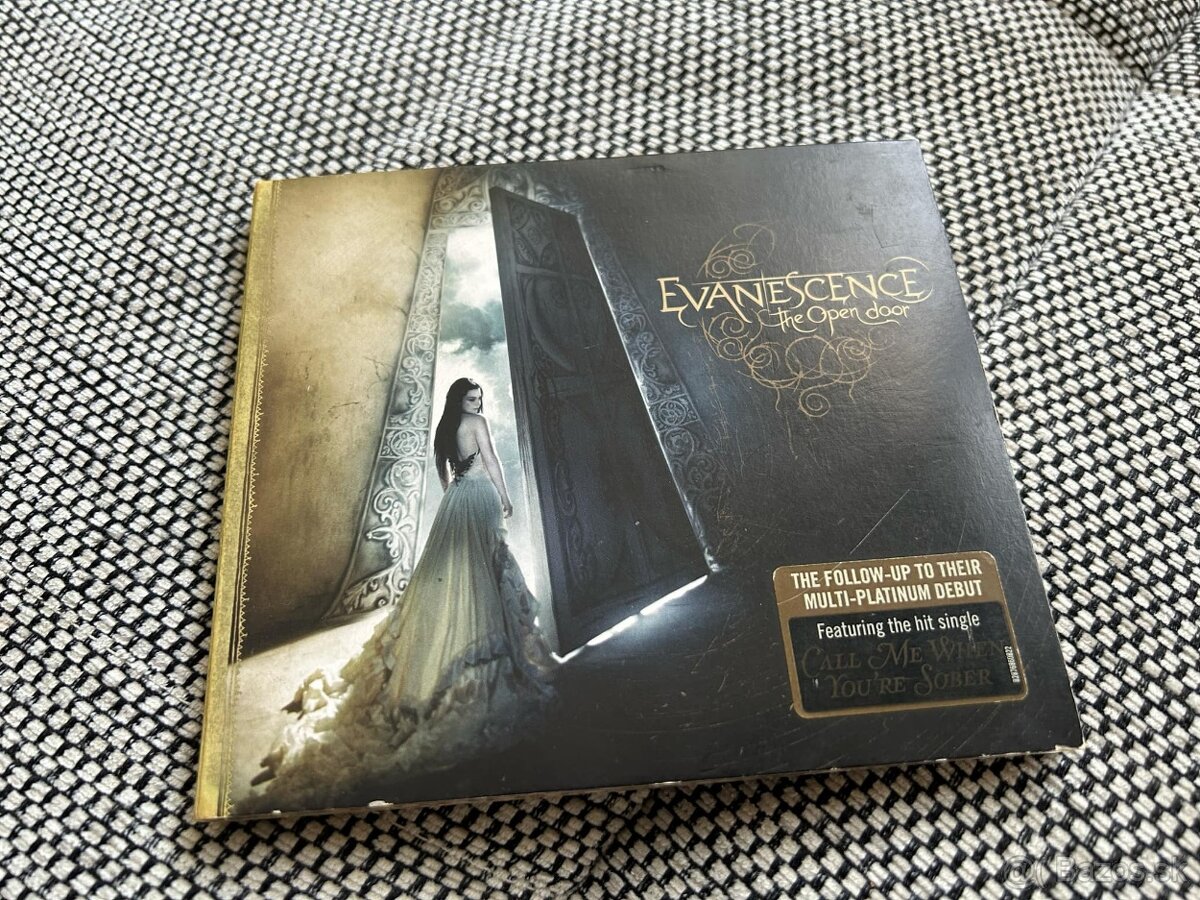 EVANESCENCE
the Open door
THE FOLLOW-UP TO THEIR
MULTI-PLATINUM DEBUT
Featuring the hit single
CALL ME WHEN
YOU'RE SOBER
Bazos.sk